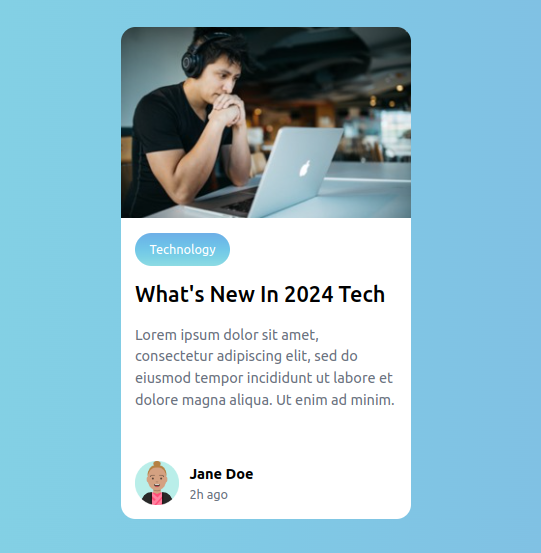 Technology
What's New In 2024 Tech
Lorem ipsum dolor sit amet,
consectetur adipiscing elit, sed do
eiusmod tempor incididunt ut labore et
dolore magna aliqua. Ut enim ad minim.
Jane Doe
2h ago